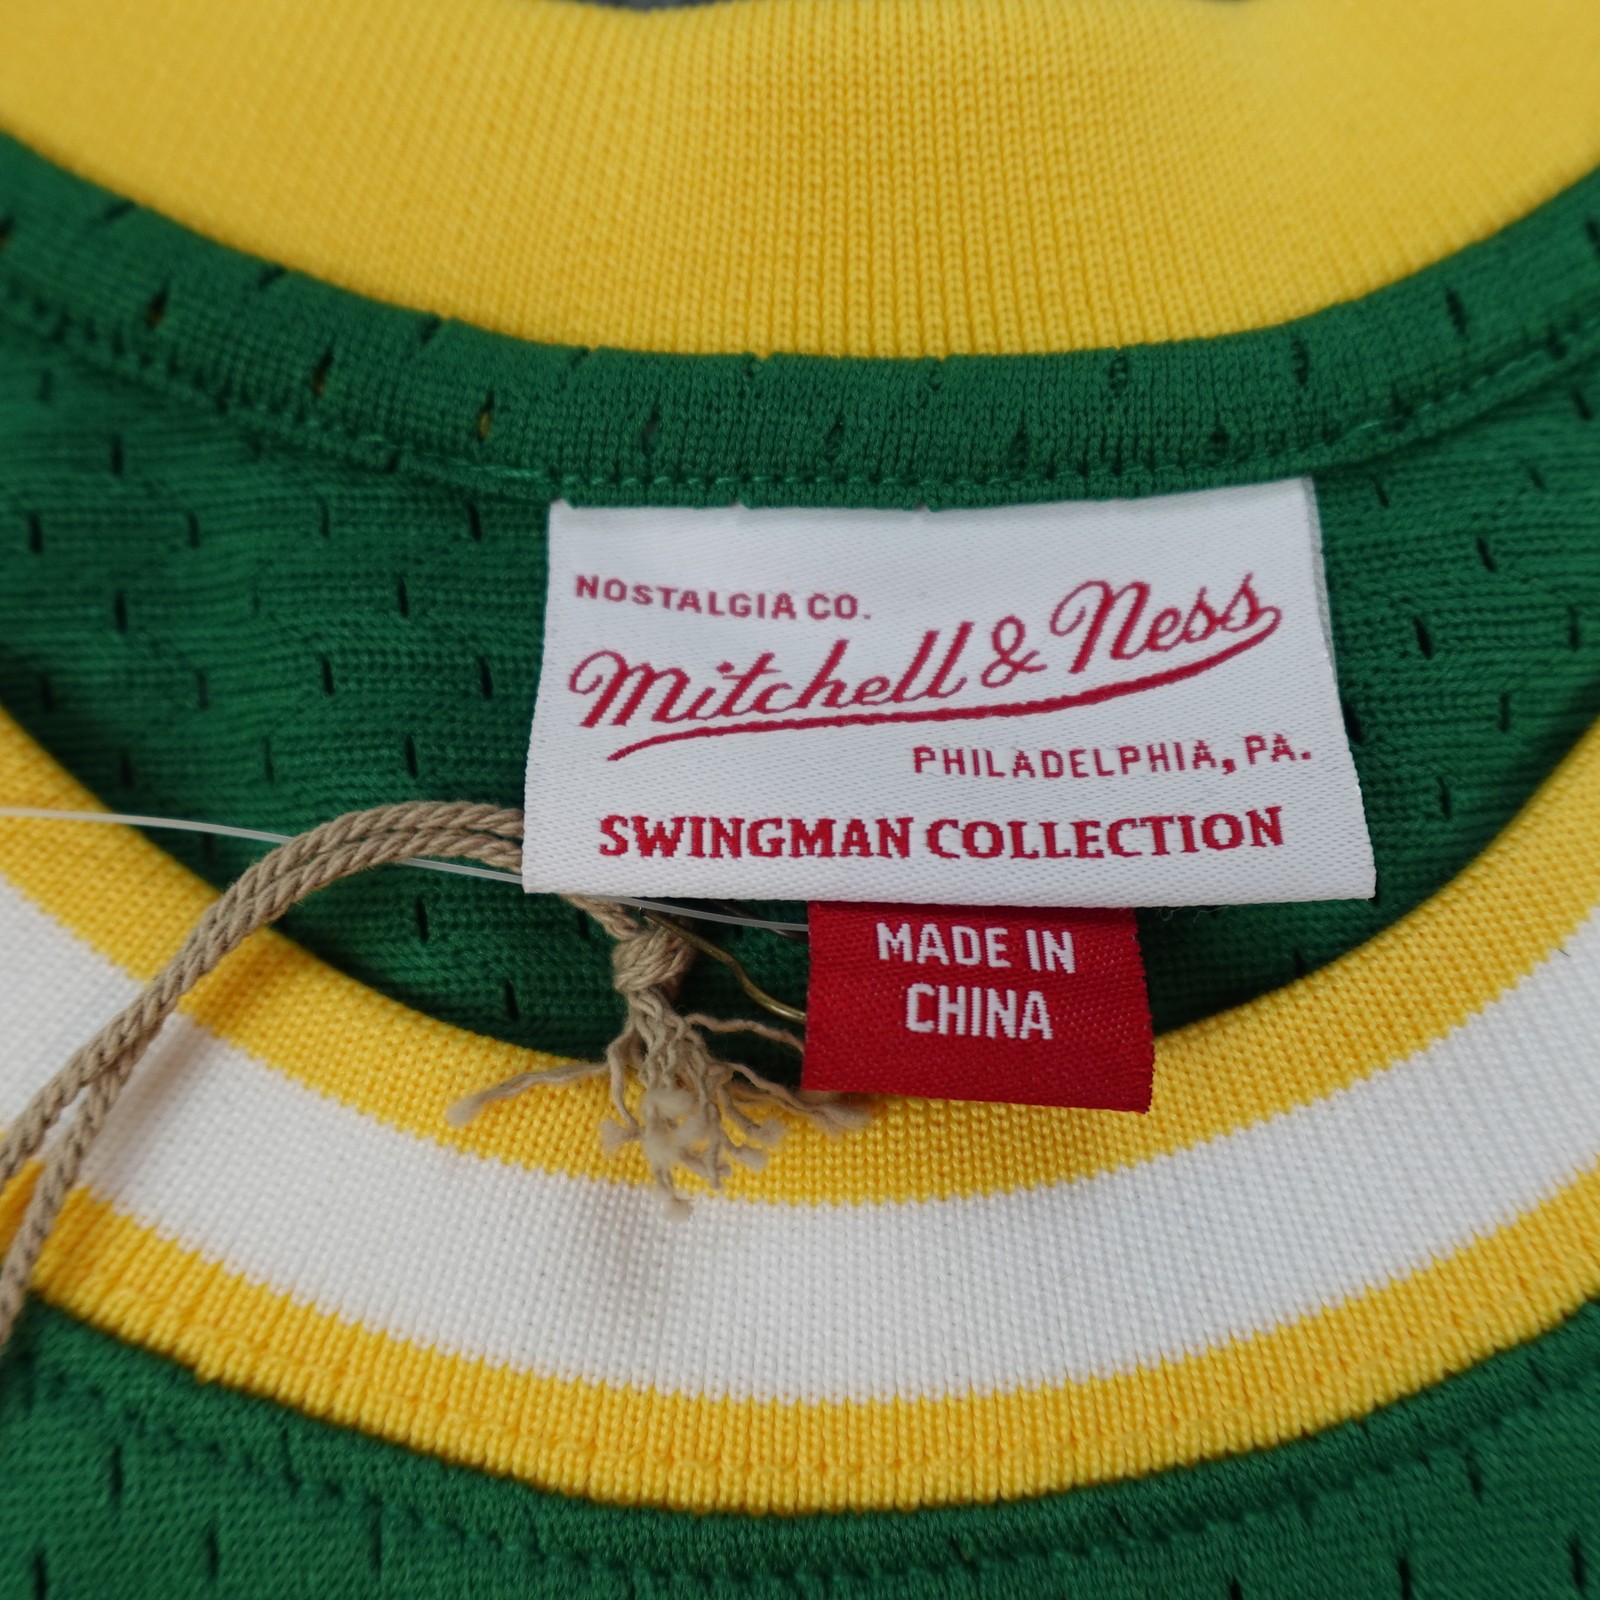 NOSTALGIA CO.
Mitchell & Ness
PHILADELPHIA, PA.
SWINGMAN COLLECTION
MADE IN
CHINA